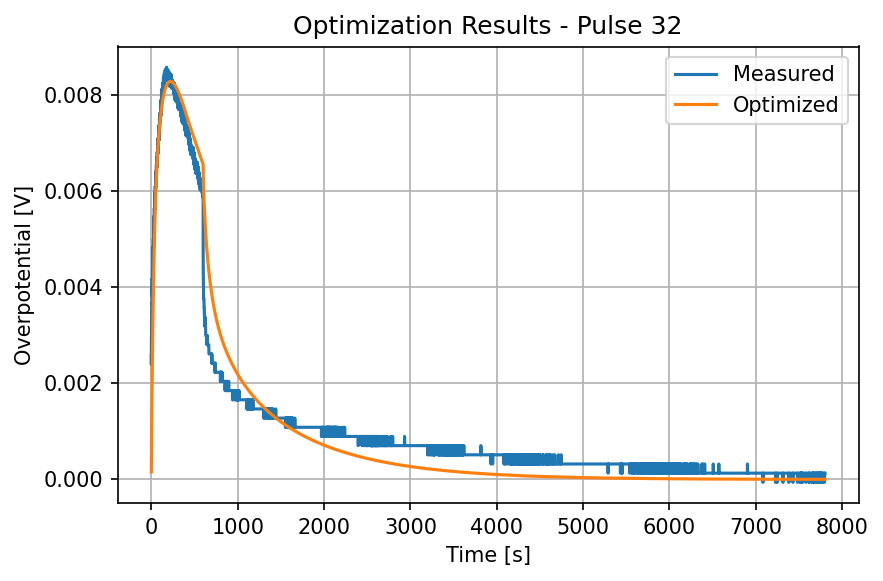 Optimization Results - Pulse 32
Measured
Optimized
Overpotential [V]
0.008
0.006
0.004
0.002
0.000
0 1000 2000 3000 4000 5000 6000 7000 8000
Time [s]